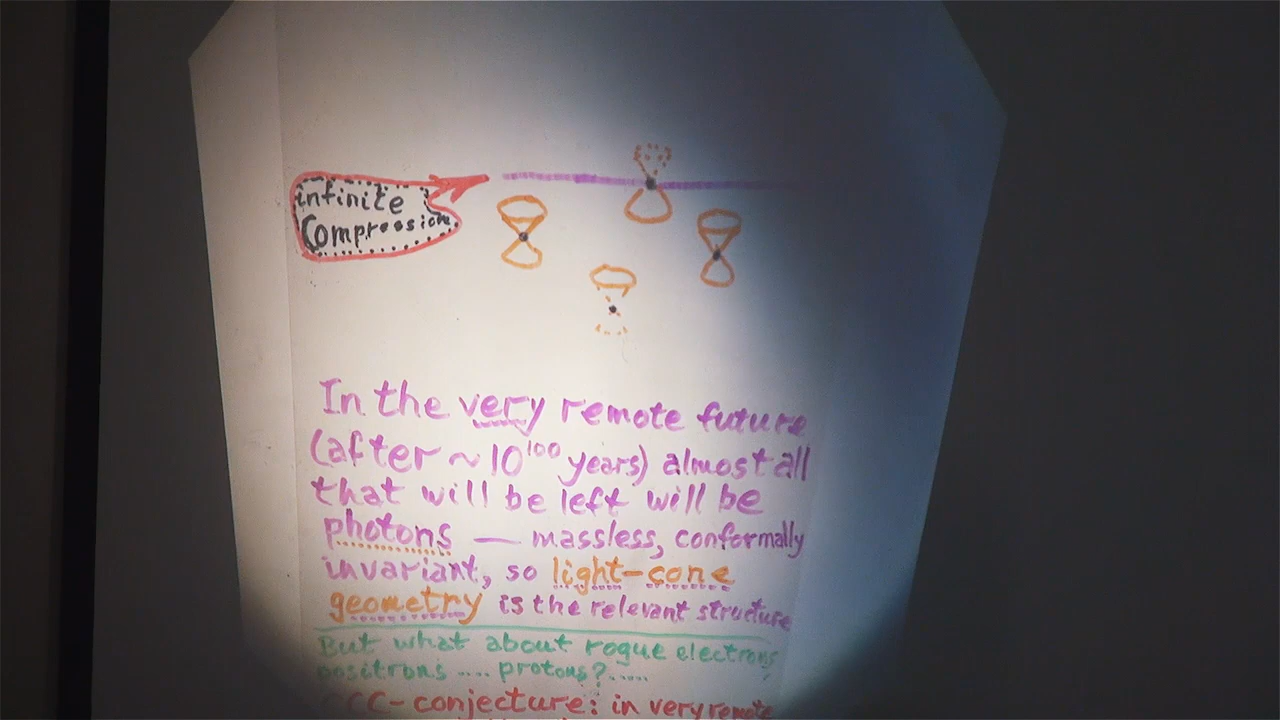 infinite
Compression
In the very remote future
(after ~10¹⁰⁰ years) almost all
that will be left will be
photons — massless, conformally
invariant, so light-cone
geometry is the relevant structure
But what about rogue electrons,
positrons .... protons?.....
CCC-conjecture: in very remote